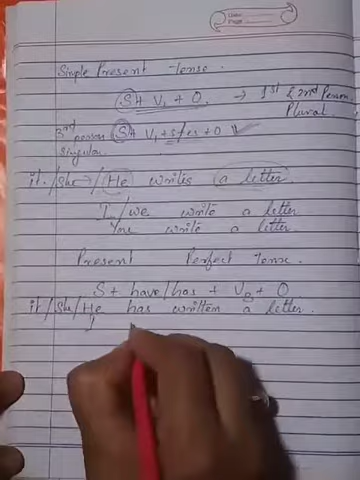 Simple Present Tense.
S + V1 + O. → 1st & 2nd Person
Plural.
3rd person S + V1 + s/es + O
Singular
it/She/He writes a letter.
I/we write a letter.
You write a letter.
Present Perfect Tense.
S + have/has + V3 + O
it/She/He has written a letter.